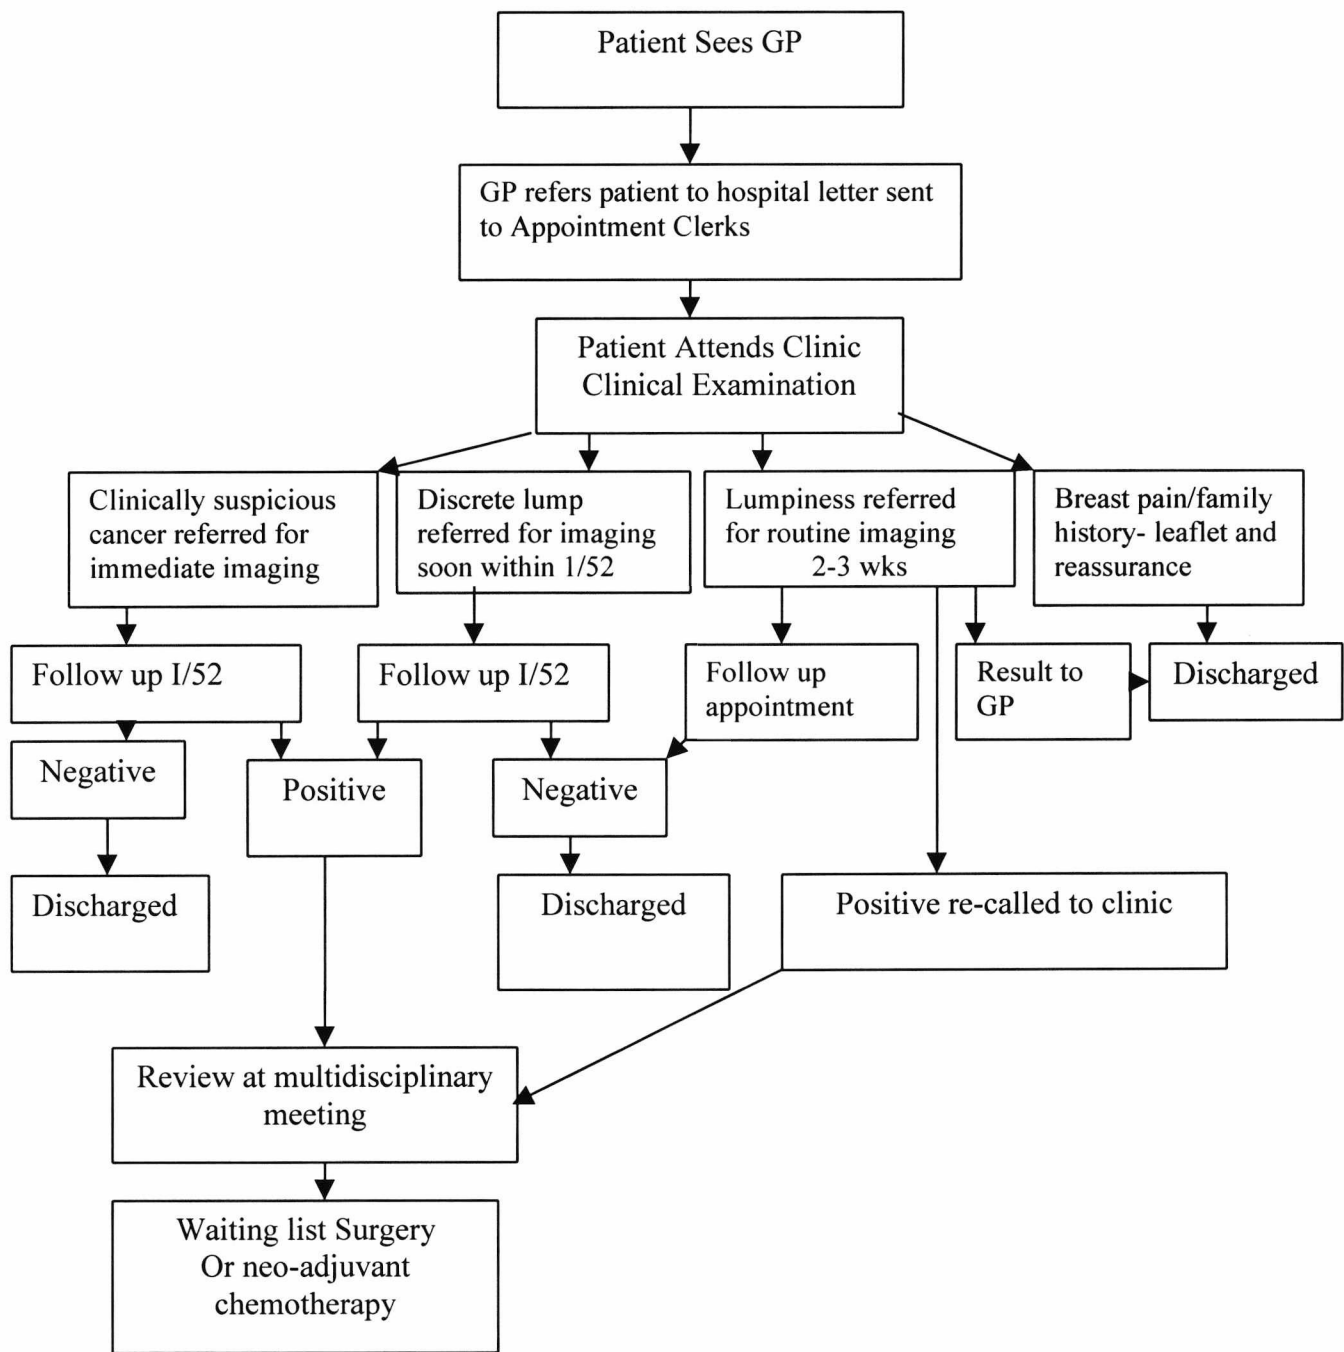 Patient Sees GP
GP refers patient to hospital letter sent
to Appointment Clerks
Patient Attends Clinic
Clinical Examination
Clinically suspicious
cancer referred for
immediate imaging
Discrete lump
referred for imaging
soon within 1/52
Lumpiness referred
for routine imaging
2-3 wks
Breast pain/family
history- leaflet and
reassurance
Follow up I/52
Follow up I/52
Follow up
appointment
Result to
GP
Discharged
Negative
Positive
Negative
Discharged
Discharged
Positive re-called to clinic
Review at multidisciplinary
meeting
Waiting list Surgery
Or neo-adjuvant
chemotherapy